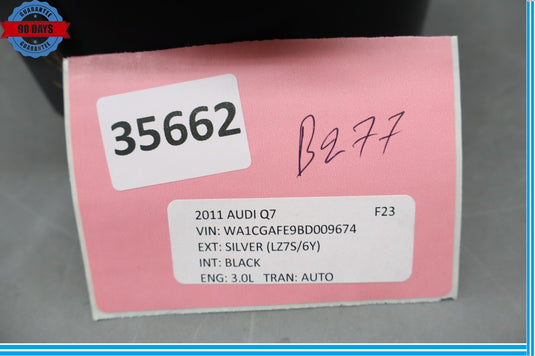 GUARANTEE
90 DAYS
GUARANTEE
35662
B277
2011 AUDI Q7 F23
VIN: WA1CGAFE9BD009674
EXT: SILVER (LZ7S/6Y)
INT: BLACK
ENG: 3.0L TRAN: AUTO